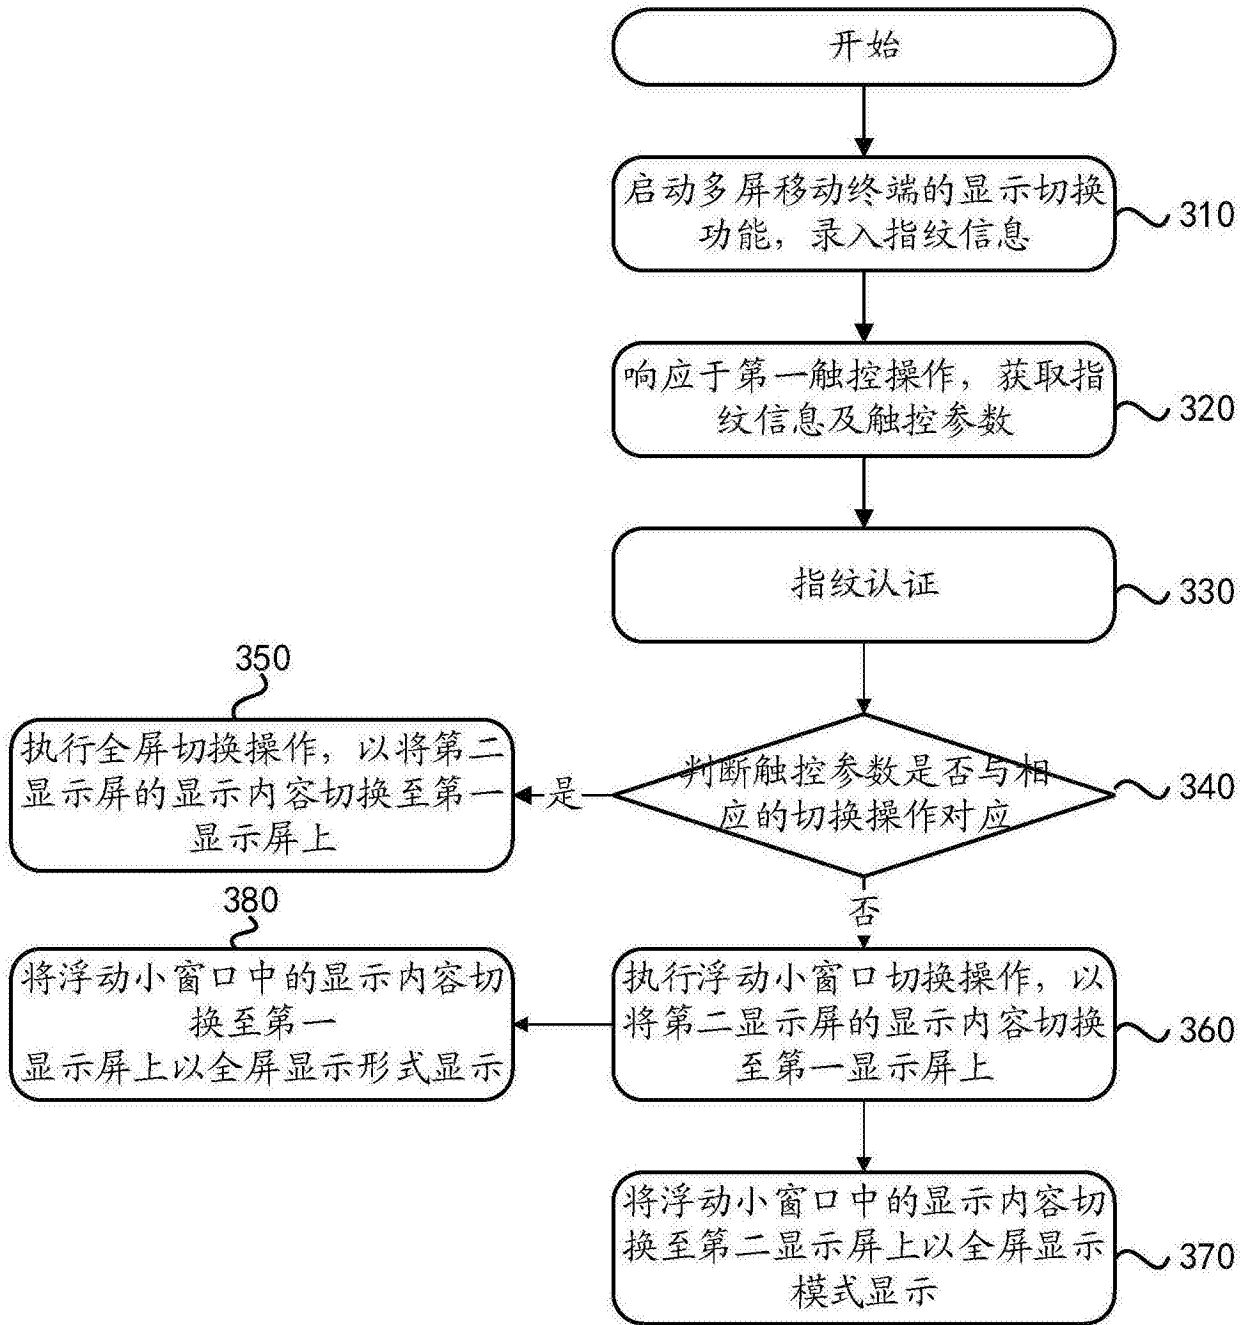 开始
启动多屏移动终端的显示切换
功能，录入指纹信息
310
响应于第一触控操作，获取指
纹信息及触控参数
320
指纹认证
330
350
执行全屏切换操作，以将第二
显示屏的显示内容切换至第一
显示屏上
是
判断触控参数是否与相
应的切换操作对应
340
否
380
将浮动小窗口中的显示内容切
换至第一
显示屏上以全屏显示形式显示
执行浮动小窗口切换操作，以
将第二显示屏的显示内容切换
至第一显示屏上
360
将浮动小窗口中的显示内容切
换至第二显示屏上以全屏显示
模式显示
370